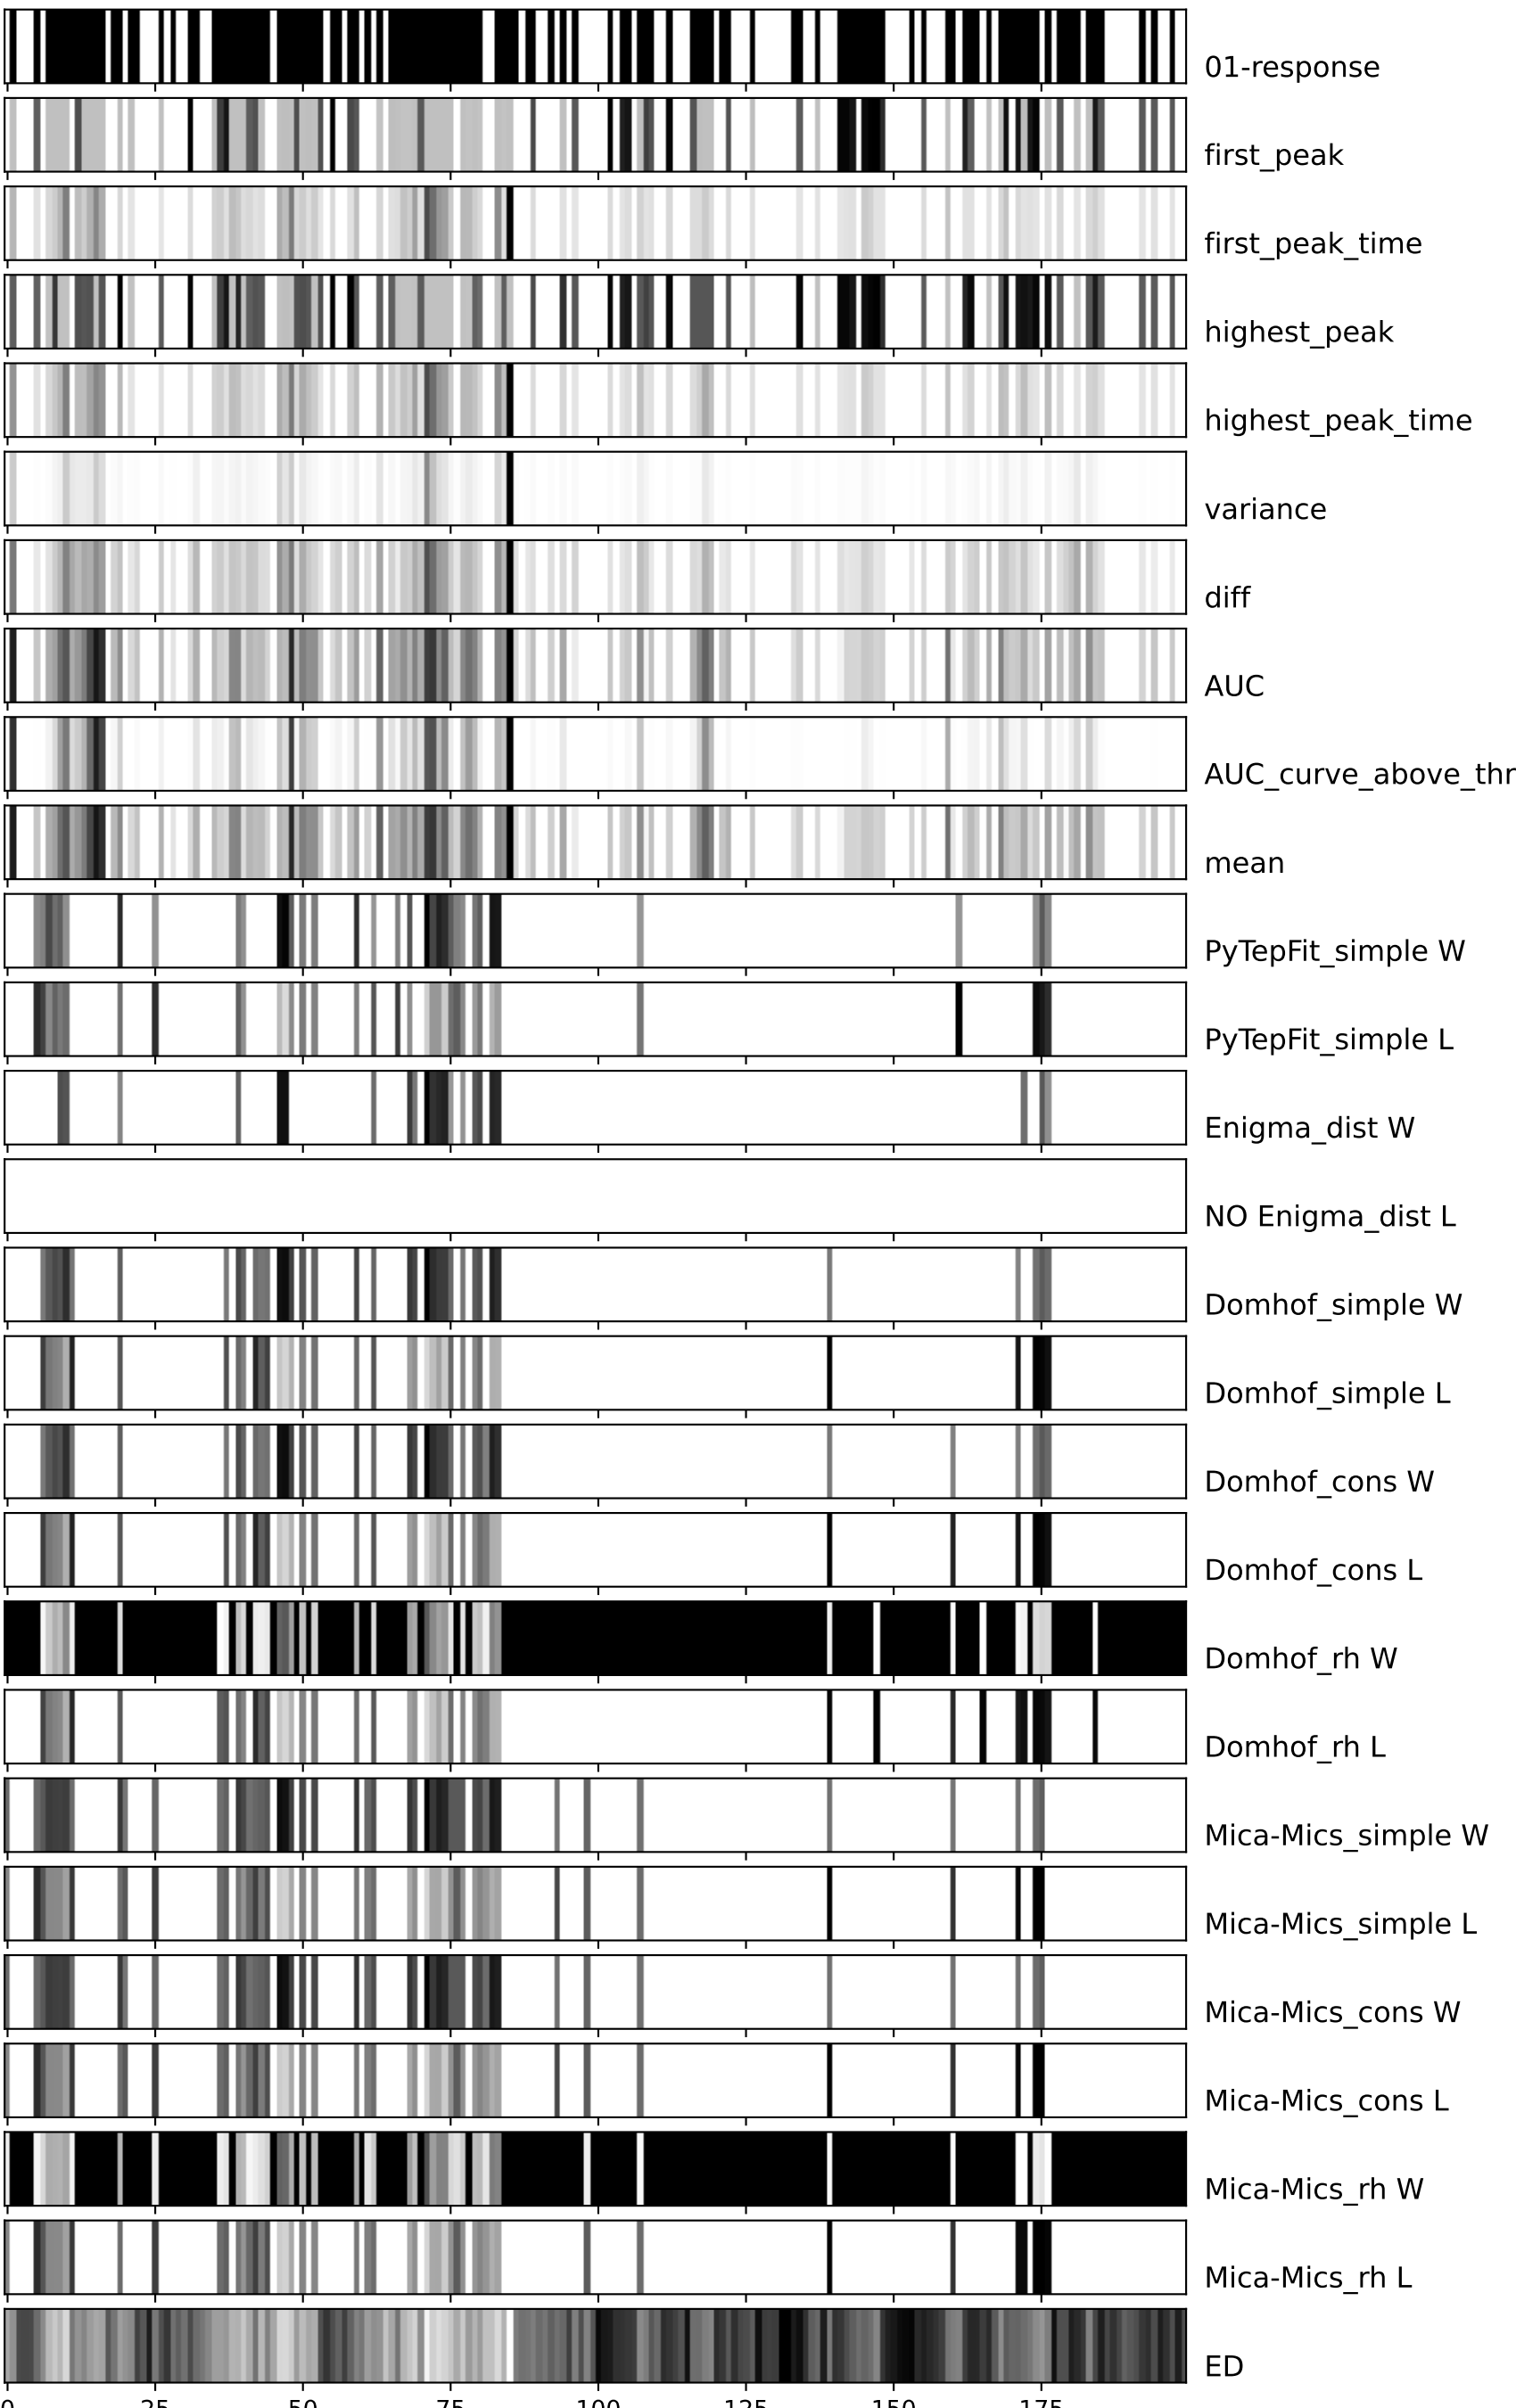 01-response
first_peak
first_peak_time
highest_peak
highest_peak_time
variance
diff
AUC
AUC_curve_above_thr
mean
PyTepFit_simple W
PyTepFit_simple L
Enigma_dist W
NO Enigma_dist L
Domhof_simple W
Domhof_simple L
Domhof_cons W
Domhof_cons L
Domhof_rh W
Domhof_rh L
Mica-Mics_simple W
Mica-Mics_simple L
Mica-Mics_cons W
Mica-Mics_cons L
Mica-Mics_rh W
Mica-Mics_rh L
ED
0 25 50 75 100 125 150 175